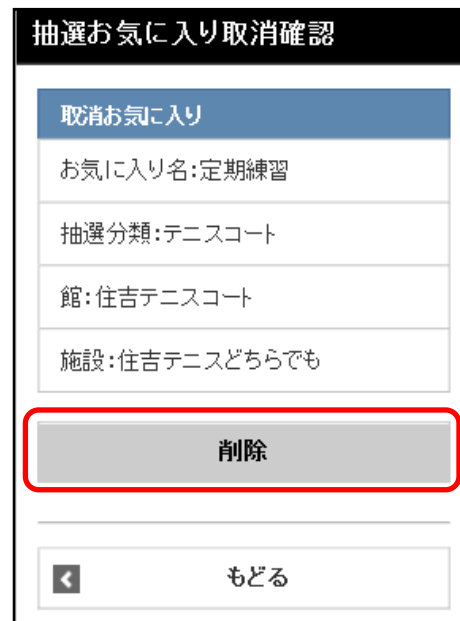 抽選お気に入り取消確認
取消お気に入り
お気に入り名:定期練習
抽選分類:テニスコート
館:住吉テニスコート
施設:住吉テニスどちらでも
削除
もどる